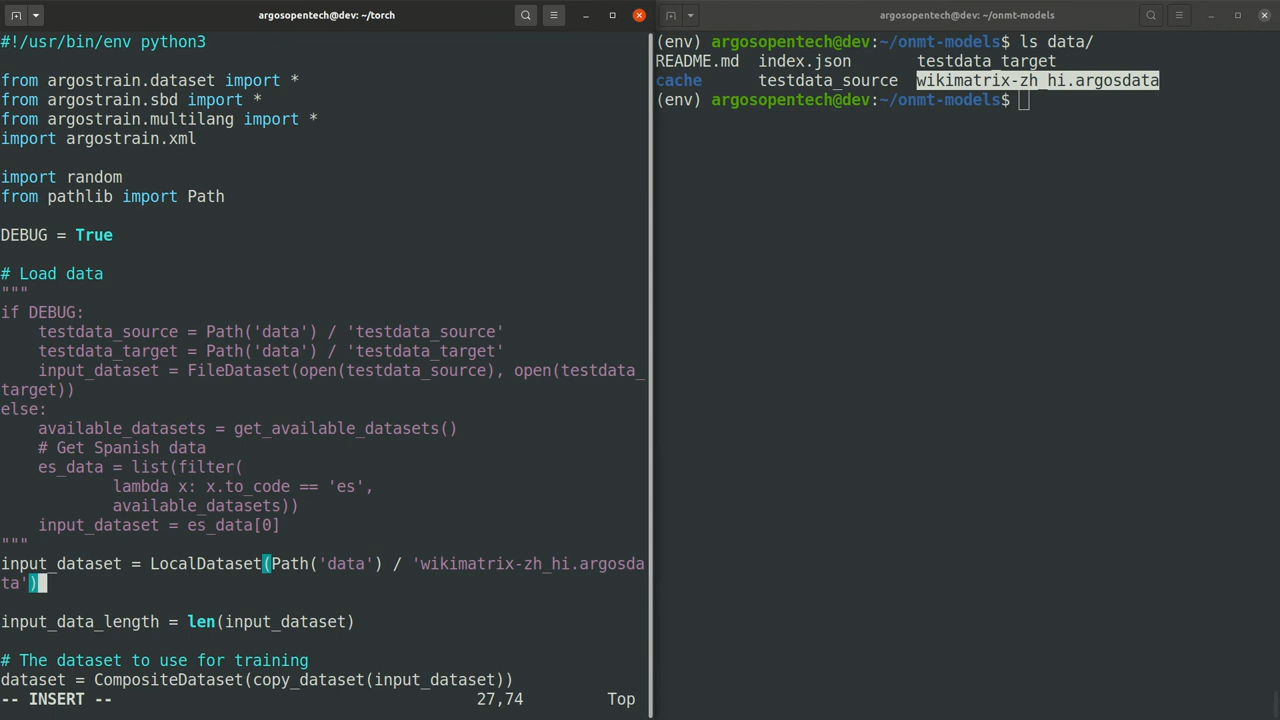 argosopentech@dev: ~/torch
#!/usr/bin/env python3
from argostrain.dataset import *
from argostrain.sbd import *
from argostrain.multilang import *
import argostrain.xml
import random
from pathlib import Path
DEBUG = True
# Load data
"""
if DEBUG:
    testdata_source = Path('data') / 'testdata_source'
    testdata_target = Path('data') / 'testdata_target'
    input_dataset = FileDataset(open(testdata_source), open(testdata_
target))
else:
    available_datasets = get_available_datasets()
    # Get Spanish data
    es_data = list(filter(
            lambda x: x.to_code == 'es',
            available_datasets))
    input_dataset = es_data[0]
"""
input_dataset = LocalDataset(Path('data') / 'wikimatrix-zh_hi.argosda
ta')
input_data_length = len(input_dataset)
# The dataset to use for training
dataset = CompositeDataset(copy_dataset(input_dataset))
-- INSERT -- 27,74 Top
argosopentech@dev: ~/onmt-models
(env) argosopentech@dev:~/onmt-models$ ls data/
README.md index.json testdata_target
cache testdata_source wikimatrix-zh_hi.argosdata
(env) argosopentech@dev:~/onmt-models$